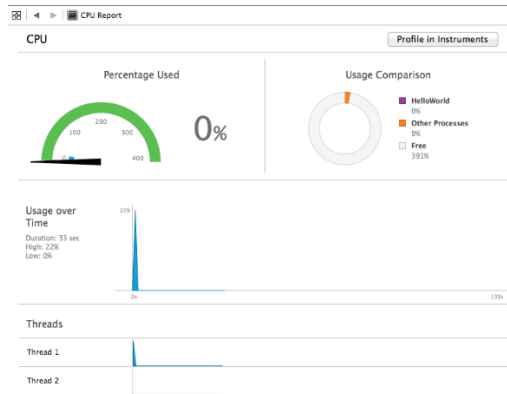 CPU Report
CPU
Profile in Instruments
Percentage Used
0
100
200
300
400
0%
Usage Comparison
HelloWorld
0%
Other Processes
9%
Free
391%
Usage over
Time
Duration: 33 sec
High: 22%
Low: 0%
22%
0s
130s
Threads
Thread 1
Thread 2